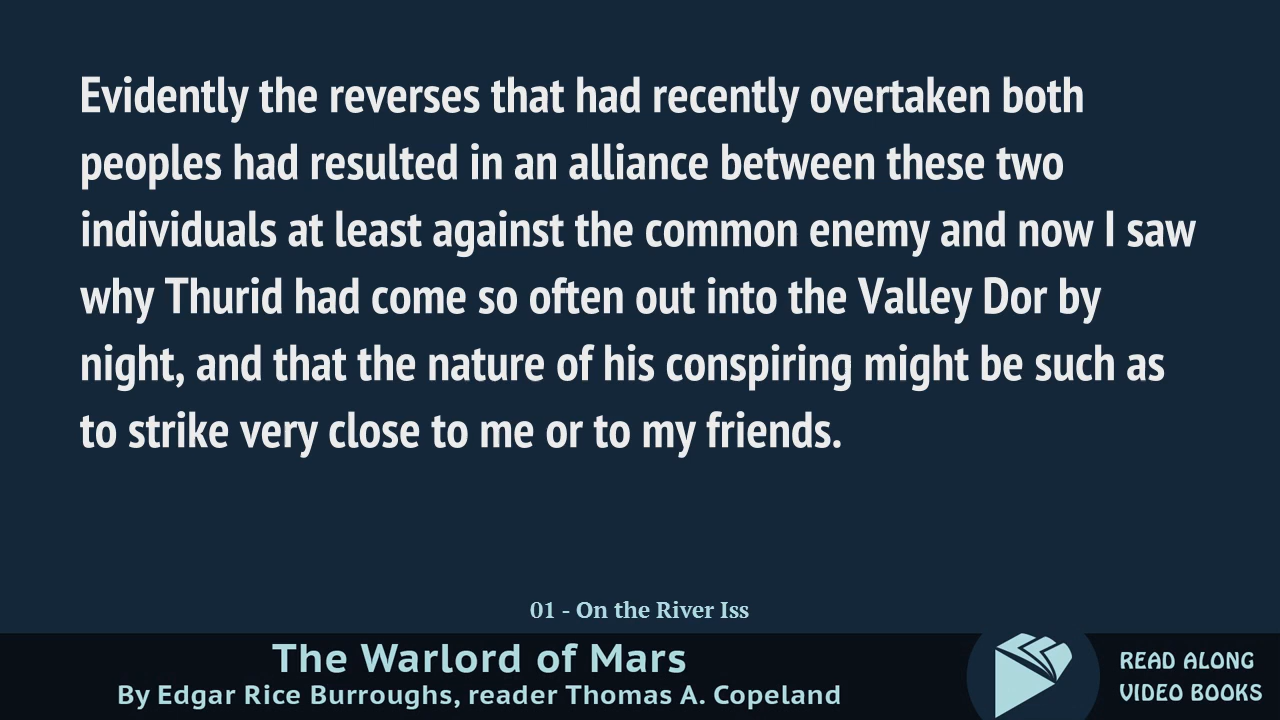 Evidently the reverses that had recently overtaken both
peoples had resulted in an alliance between these two
individuals at least against the common enemy and now I saw
why Thurid had come so often out into the Valley Dor by
night, and that the nature of his conspiring might be such as
to strike very close to me or to my friends.
01 - On the River Iss
The Warlord of Mars
By Edgar Rice Burroughs, reader Thomas A. Copeland
READ ALONG
VIDEO BOOKS